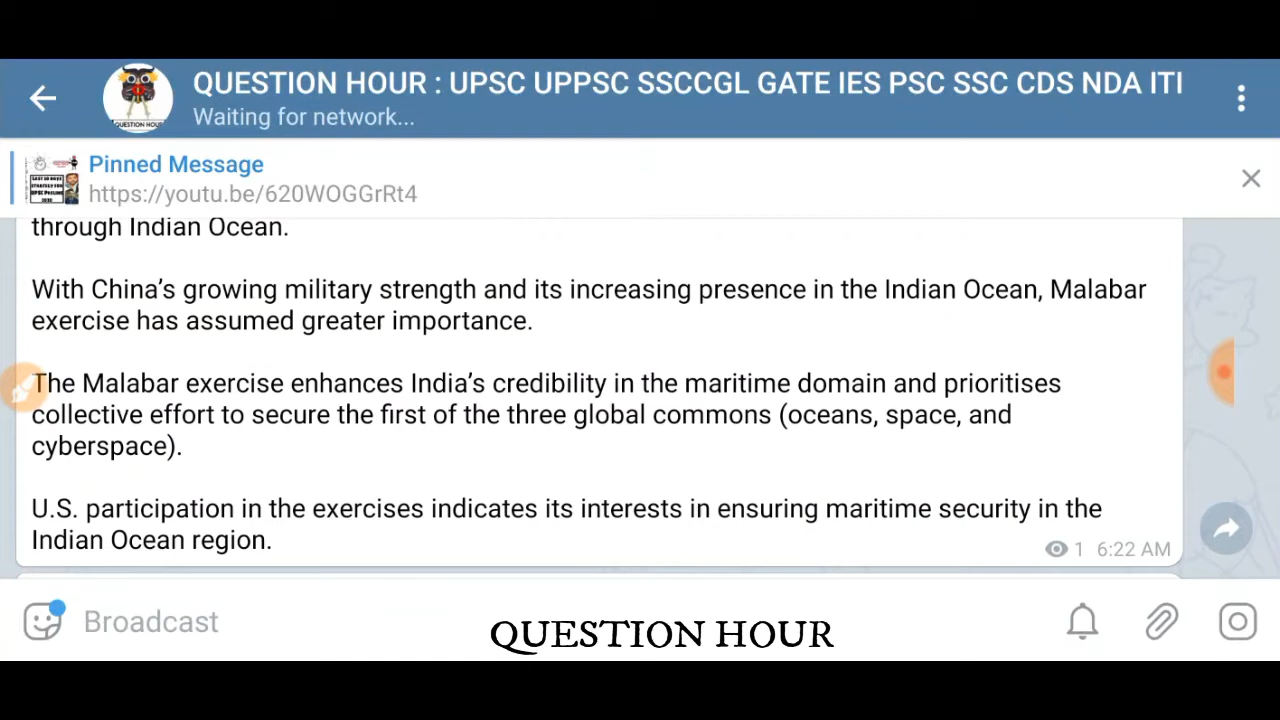 QUESTION HOUR : UPSC UPPSC SSCCGL GATE IES PSC SSC CDS NDA ITI
Waiting for network...
QUESTION HOUR
Pinned Message
https://youtu.be/620WOGGrRt4
through Indian Ocean.
With China’s growing military strength and its increasing presence in the Indian Ocean, Malabar
exercise has assumed greater importance.
The Malabar exercise enhances India’s credibility in the maritime domain and prioritises
collective effort to secure the first of the three global commons (oceans, space, and
cyberspace).
U.S. participation in the exercises indicates its interests in ensuring maritime security in the
Indian Ocean region.
1 6:22 AM
Broadcast
QUESTION HOUR